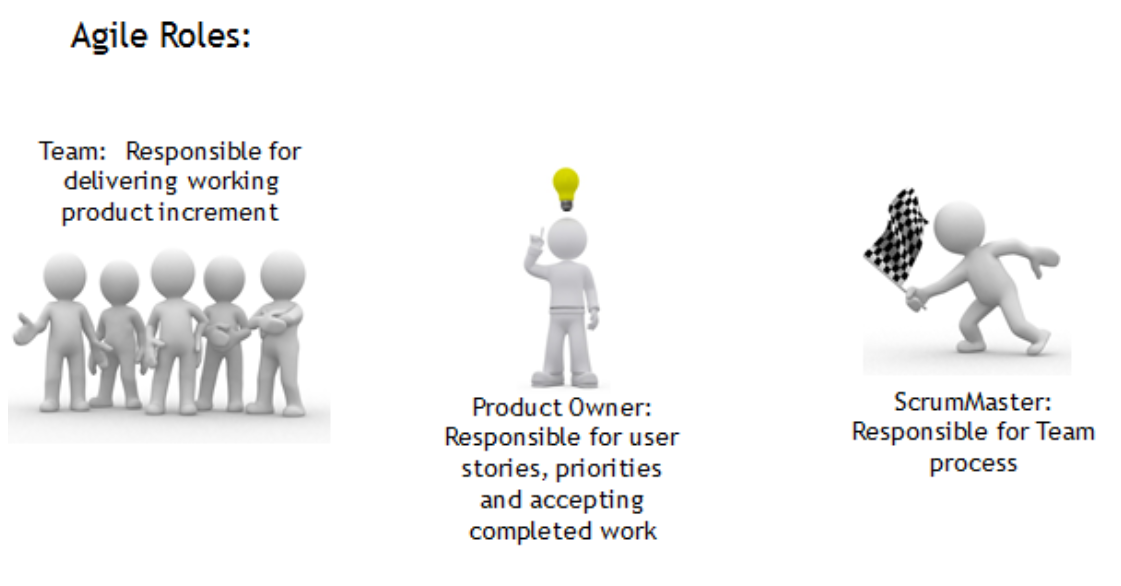 Agile Roles:
Team: Responsible for
delivering working
product increment
Product Owner:
Responsible for user
stories, priorities
and accepting
completed work
ScrumMaster:
Responsible for Team
process